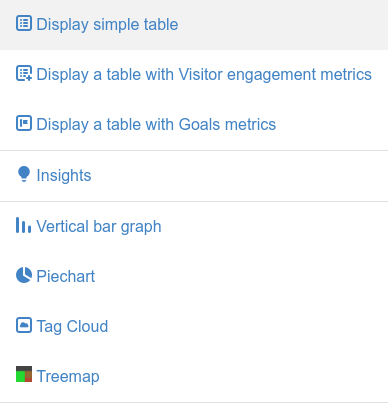 Display simple table
Display a table with Visitor engagement metrics
Display a table with Goals metrics
Insights
Vertical bar graph
Piechart
Tag Cloud
Treemap